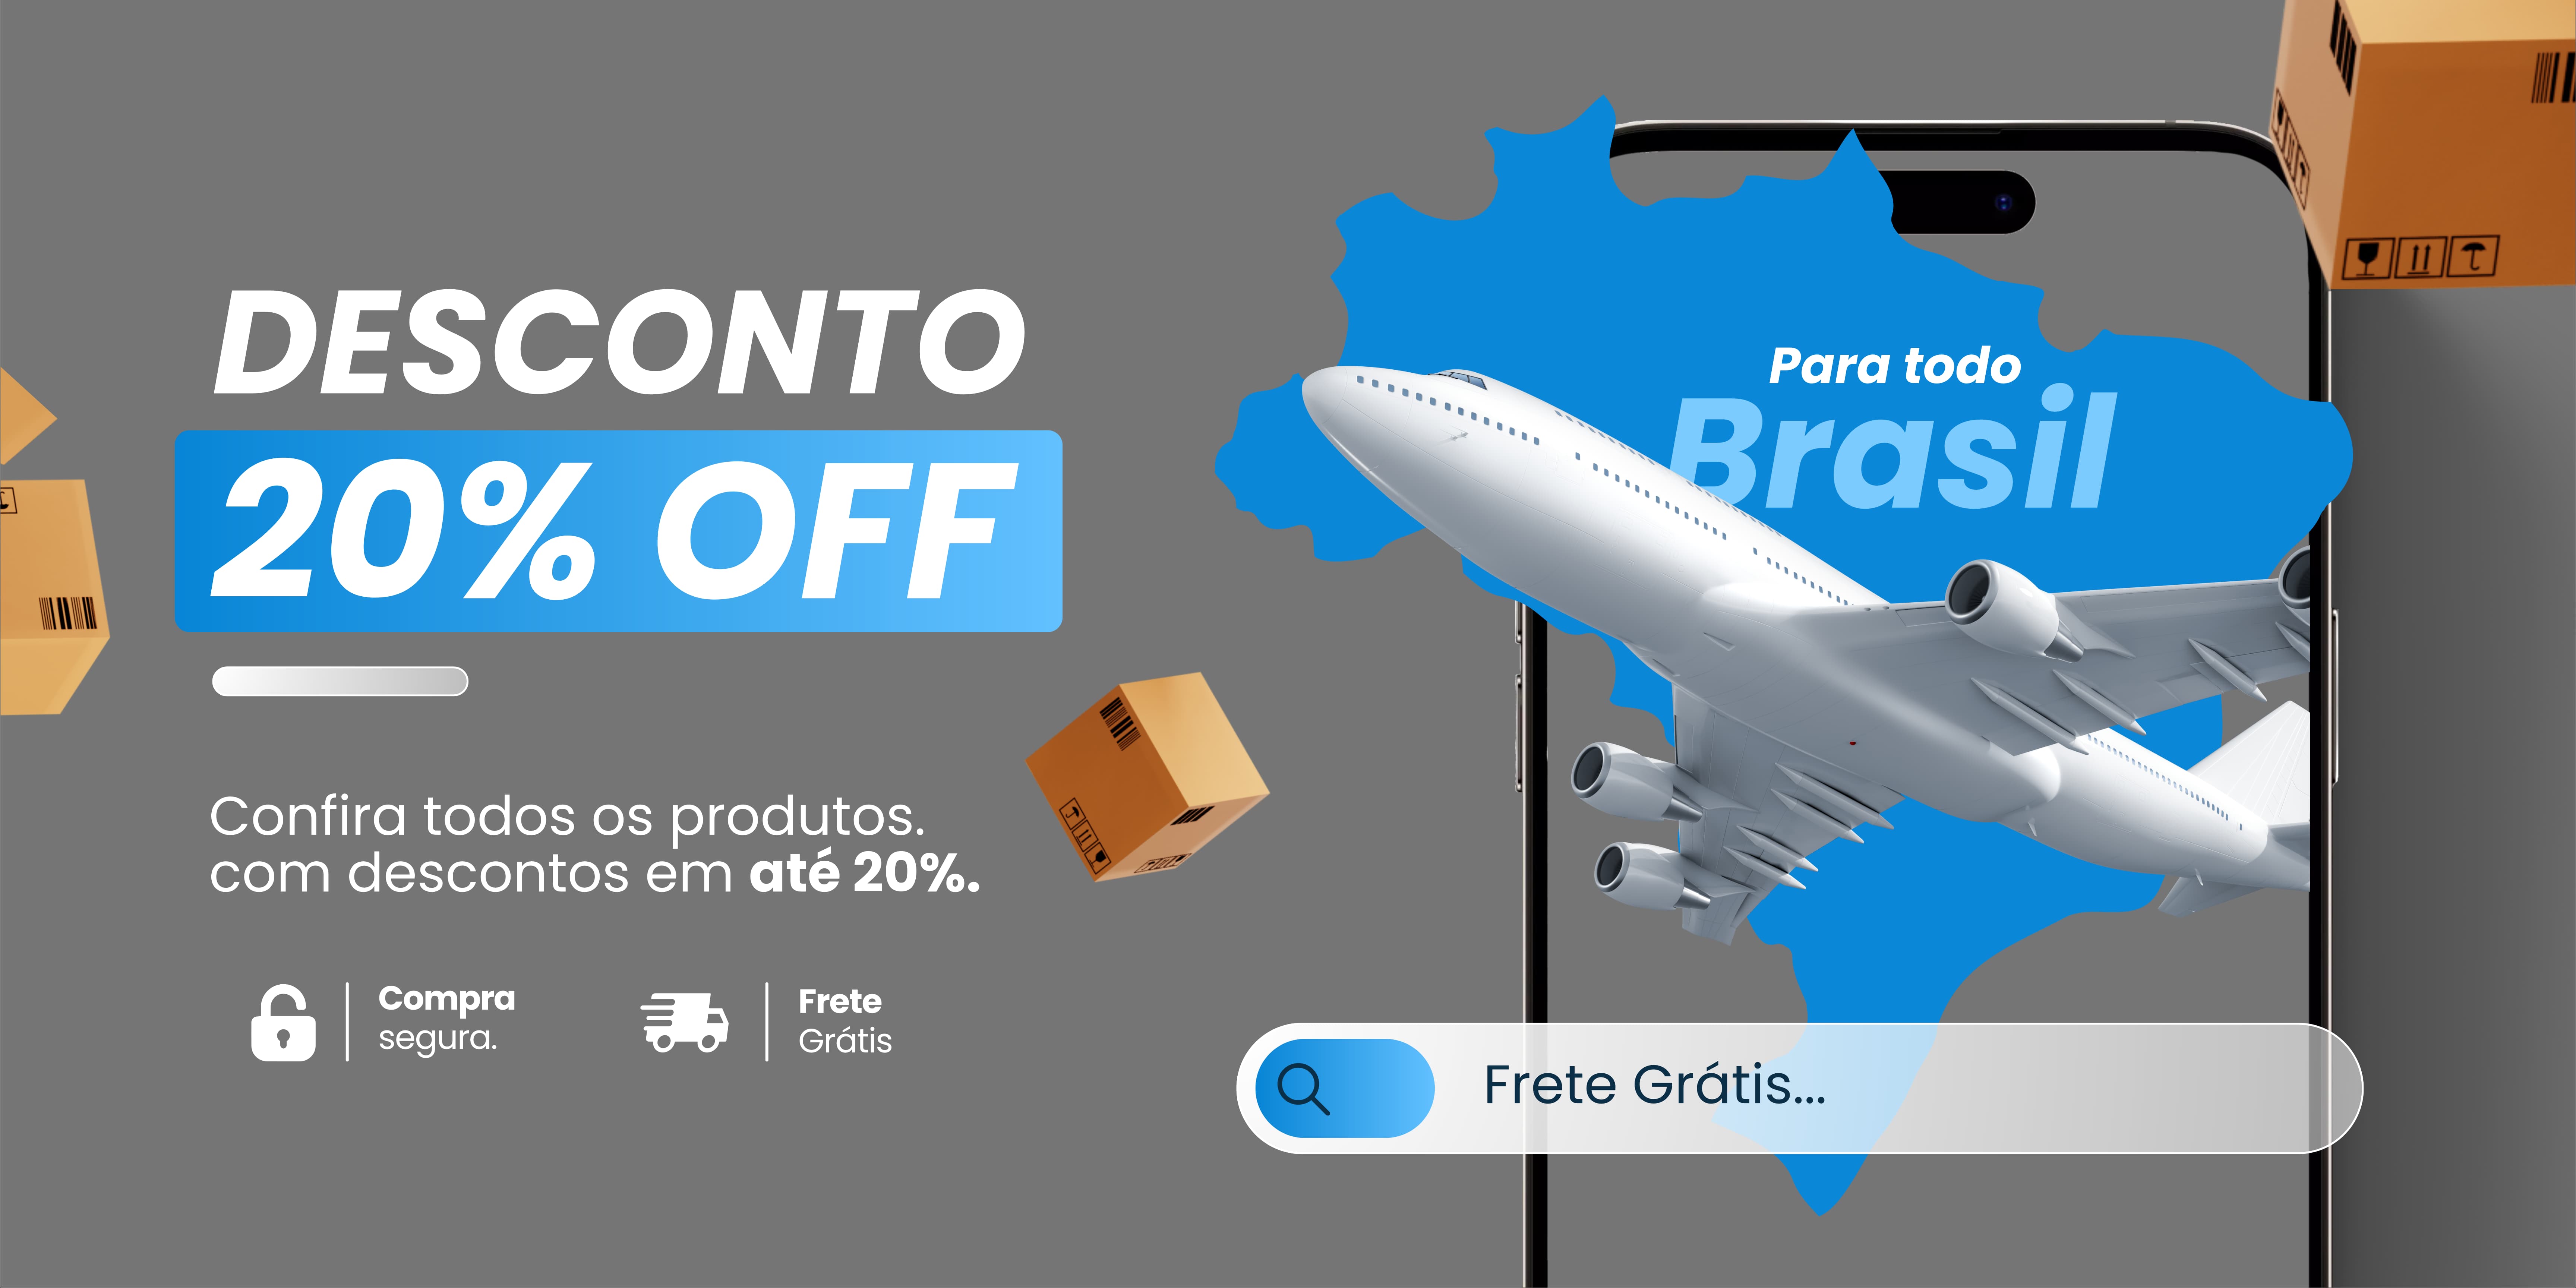 DESCONTO
20% OFF
Confira todos os produtos.
com descontos em até 20%.
Compra
segura.
Frete
Grátis
Para todo
Brasil
Frete Grátis...